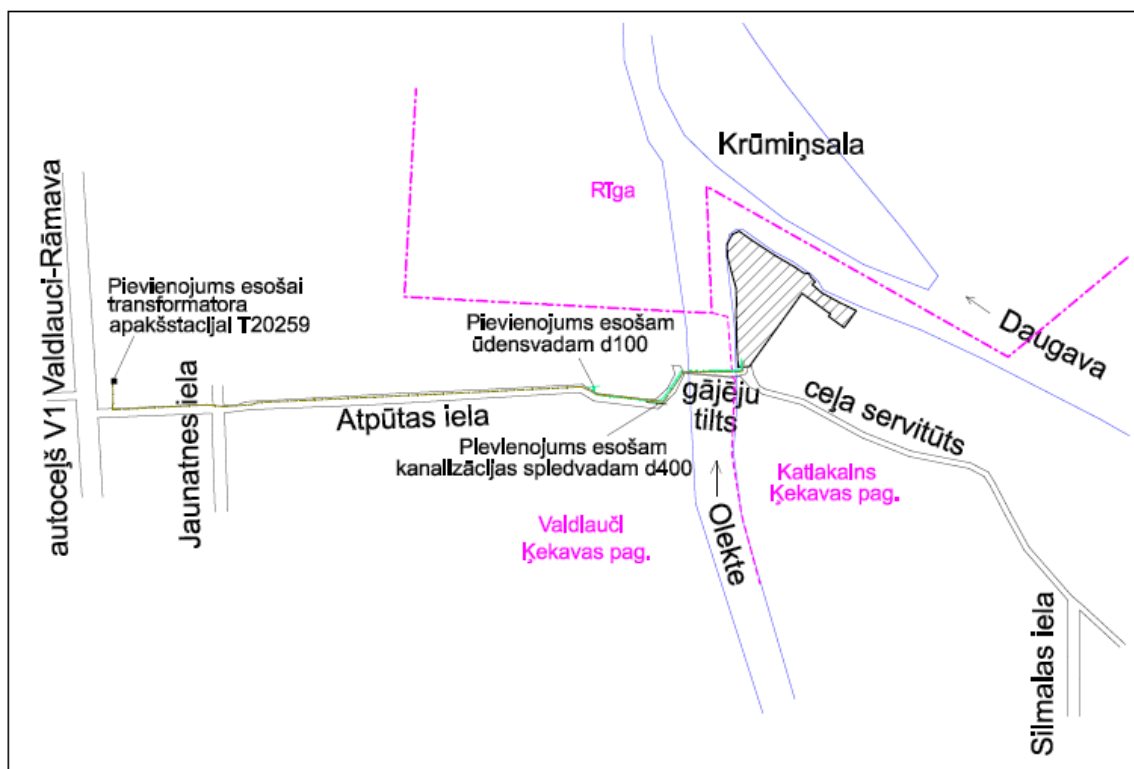 Krūmiņsala
Rīga
autoceļš V1 Valdlauci-Rāmava
Pievienojums esošai
transformatora
apakšstacijai T20259
Pievienojums esošam
ūdensvadam d100
Daugava
Jaunatnes iela
Atpūtas iela
gājēju
tilts
ceļa servitūts
Pievienojums esošam
kanalizācijas spiedvadam d400
Katlakalns
Ķekavas pag.
Valdlauči
Ķekavas pag.
Olekte
Silmalas iela